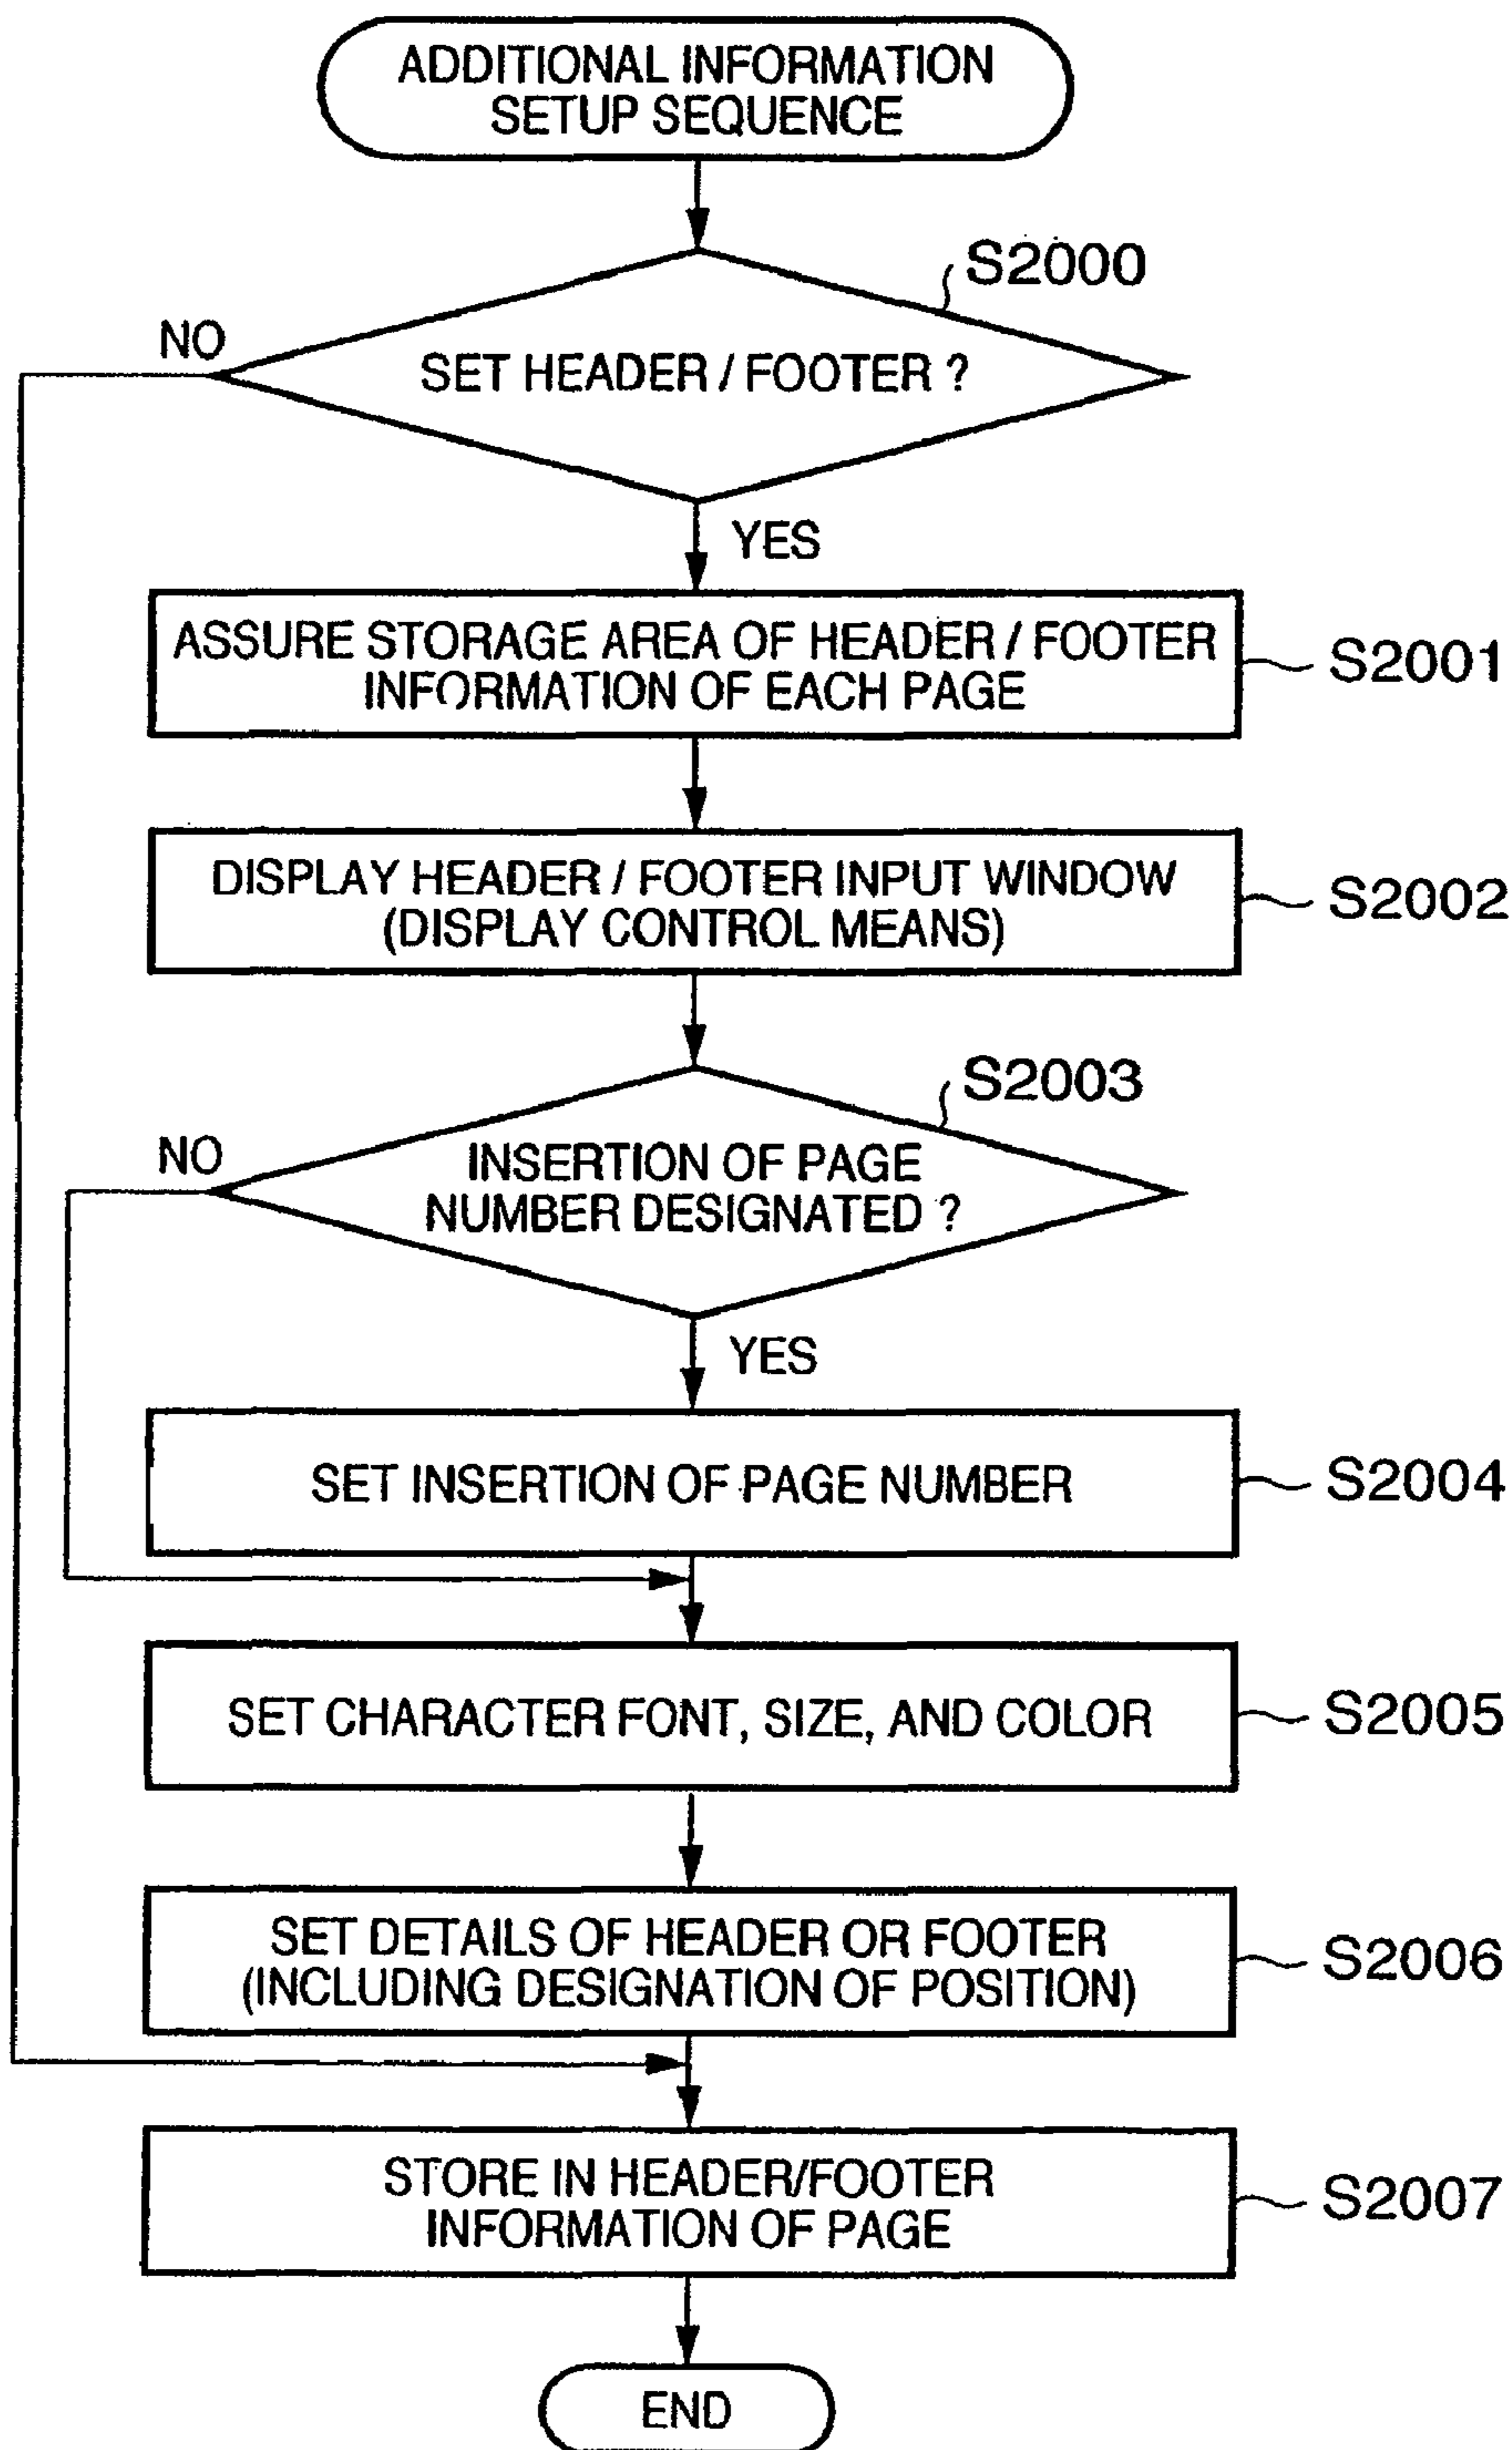 ADDITIONAL INFORMATION
SETUP SEQUENCE
S2000
NO
SET HEADER / FOOTER ?
YES
ASSURE STORAGE AREA OF HEADER / FOOTER
INFORMATION OF EACH PAGE
S2001
DISPLAY HEADER / FOOTER INPUT WINDOW
(DISPLAY CONTROL MEANS)
S2002
S2003
NO
INSERTION OF PAGE
NUMBER DESIGNATED ?
YES
SET INSERTION OF PAGE NUMBER
S2004
SET CHARACTER FONT, SIZE, AND COLOR
S2005
SET DETAILS OF HEADER OR FOOTER
(INCLUDING DESIGNATION OF POSITION)
S2006
STORE IN HEADER/FOOTER
INFORMATION OF PAGE
S2007
END